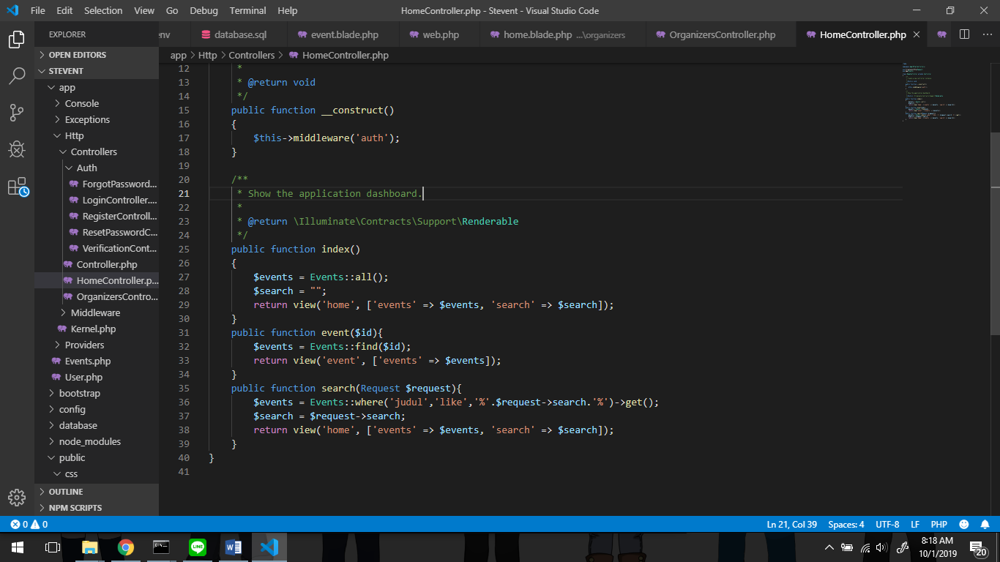 File Edit Selection View Go Debug Terminal Help HomeController.php - Stevent - Visual Studio Code
EXPLORER
env database.sql event.blade.php web.php home.blade.php ...\organizers OrganizersController.php HomeController.php
app > Http > Controllers > HomeController.php
OPEN EDITORS
STEVENT
app
Console
Exceptions
Http
Controllers
Auth
ForgotPassword...
LoginController....
RegisterControll...
ResetPasswordC...
VerificationCont...
Controller.php
HomeController.p...
OrganizersContro...
Middleware
Kernel.php
Providers
Events.php
User.php
bootstrap
config
database
node_modules
public
css
OUTLINE
NPM SCRIPTS
12 *
13 * @return void
14 */
15 public function __construct()
16 {
17 $this->middleware('auth');
18 }
19
20 /**
21 * Show the application dashboard.
22 *
23 * @return \Illuminate\Contracts\Support\Renderable
24 */
25 public function index()
26 {
27 $events = Events::all();
28 $search = "";
29 return view('home', ['events' => $events, 'search' => $search]);
30 }
31 public function event($id){
32 $events = Events::find($id);
33 return view('event', ['events' => $events]);
34 }
35 public function search(Request $request){
36 $events = Events::where('judul','like','%'.$request->search.'%')->get();
37 $search = $request->search;
38 return view('home', ['events' => $events, 'search' => $search]);
39 }
40 }
41
0 0 Ln 21, Col 39 Spaces: 4 UTF-8 LF PHP
LINE
8:18 AM
10/1/2019
20